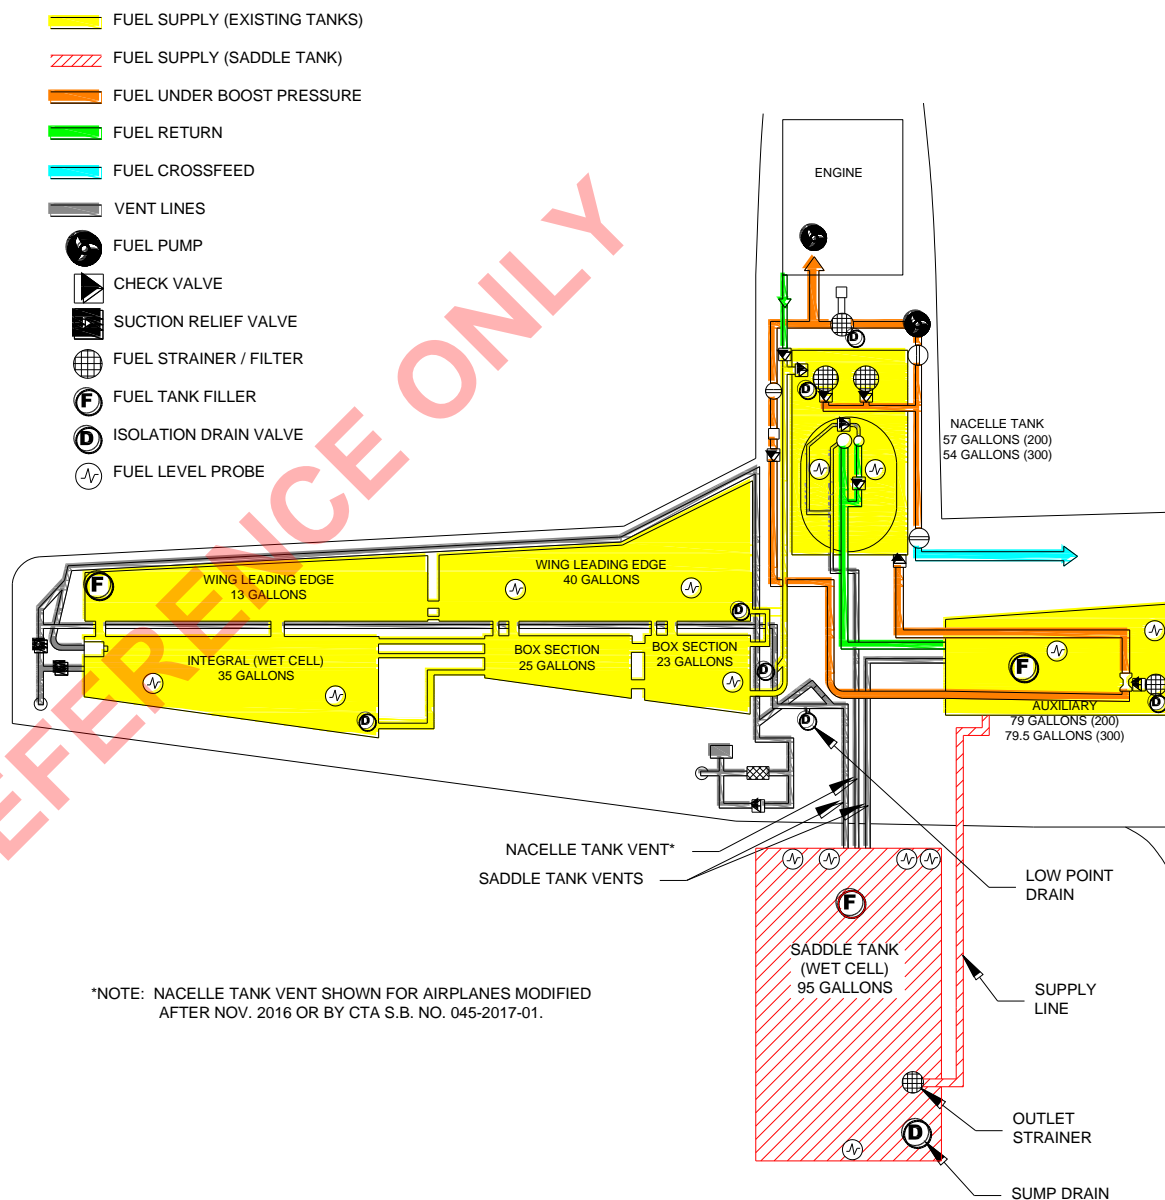 FUEL SUPPLY (EXISTING TANKS)
FUEL SUPPLY (SADDLE TANK)
FUEL UNDER BOOST PRESSURE
FUEL RETURN
FUEL CROSSFEED
VENT LINES
FUEL PUMP
CHECK VALVE
SUCTION RELIEF VALVE
FUEL STRAINER / FILTER
F FUEL TANK FILLER
D ISOLATION DRAIN VALVE
FUEL LEVEL PROBE
REFERENCE ONLY
ENGINE
D
D
NACELLE TANK
57 GALLONS (200)
54 GALLONS (300)
F
WING LEADING EDGE
13 GALLONS
WING LEADING EDGE
40 GALLONS
D
INTEGRAL (WET CELL)
35 GALLONS
D
BOX SECTION
25 GALLONS
BOX SECTION
23 GALLONS
D
F
D
AUXILIARY
79 GALLONS (200)
79.5 GALLONS (300)
D
NACELLE TANK VENT*
SADDLE TANK VENTS
LOW POINT
DRAIN
F
SADDLE TANK
(WET CELL)
95 GALLONS
SUPPLY
LINE
*NOTE: NACELLE TANK VENT SHOWN FOR AIRPLANES MODIFIED
AFTER NOV. 2016 OR BY CTA S.B. NO. 045-2017-01.
OUTLET
STRAINER
D
SUMP DRAIN